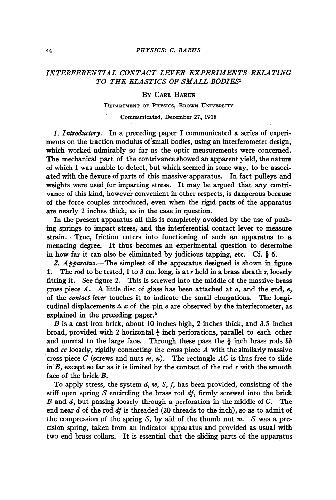 44 PHYSICS: C. BARUS
INTERFERENTIAL CONTACT LEVER EXPERIMENTS RELATING
TO THE ELASTICS OF SMALL BODIES¹
BY CARL BARUS
DEPARTMENT OF PHYSICS, BROWN UNIVERSITY
Communicated, December 27, 1918
1. Introductory. In a preceding paper I communicated a series of experi-
ments on the traction modulus of small bodies, using an interferometer design,
which worked admirably so far as the optic measurements were concerned.
The mechanical part of the contrivance showed an apparent yield, the nature
of which I was unable to detect, but which seemed in some way, to be associ-
ated with the flexure of parts of this massive apparatus. In fact pulleys and
weights were used for imparting stress. It may be argued that any contri-
vance of this kind, however convenient in other respects, is dangerous because
of the force couples introduced, even when the rigid parts of the apparatus
are nearly 2 inches thick, as in the case in question.
In the present apparatus all this is completely avoided by the use of push-
ing springs to impart stress, and the interferential contact lever to measure
strain. True, friction enters into functioning of such an apparatus to a
menacing degree. It thus becomes an experimental question to determine
in how far it can also be eliminated by judicious tapping, etc. Cf. § 6.
2. Apparatus.—The simplest of the apparatus designed is shown in figure
1. The rod to be tested, 1 to 3 cm. long, is at r held in a brass sheath s, loosely
fitting it. See figure 2. This is screwed into the middle of the massive brass
cross piece A. A little disc of glass has been attached at a, and the end, e,
of the contact lever touches it to indicate the small elongations. The longi-
tudinal displacements of the pin e are observed by the interferometer, as
explained in the preceding paper.²
B is a cast iron brick, about 10 inches high, 2 inches thick, and 3.5 inches
broad, provided with 2 horizontal ½ inch perforations, parallel to each other
and normal to the large face. Through these pass the ½ inch brass rods bb
and cc loosely, rigidly connecting the cross piece A with the similarly massive
cross piece C (screws and nuts n, n). The rectangle AC is thus free to slide
in B, except so far as it is limited by the contact of the rod r with the smooth
face of the brick B.
To apply stress, the system d, m, S, f, has been provided, consisting of the
stiff open spring S encircling the brass rod df, firmly screwed into the brick
B and d, but passing loosely through a perforation in the middle of C. The
end near d of the rod df is threaded (20 threads to the inch), so as to admit of
the compression of the spring S, by aid of the thumb nut m. S was a pre-
cision spring, taken from an indicator apparatus and provided as usual with
two end brass collars. It is essential that the sliding parts of the apparatus